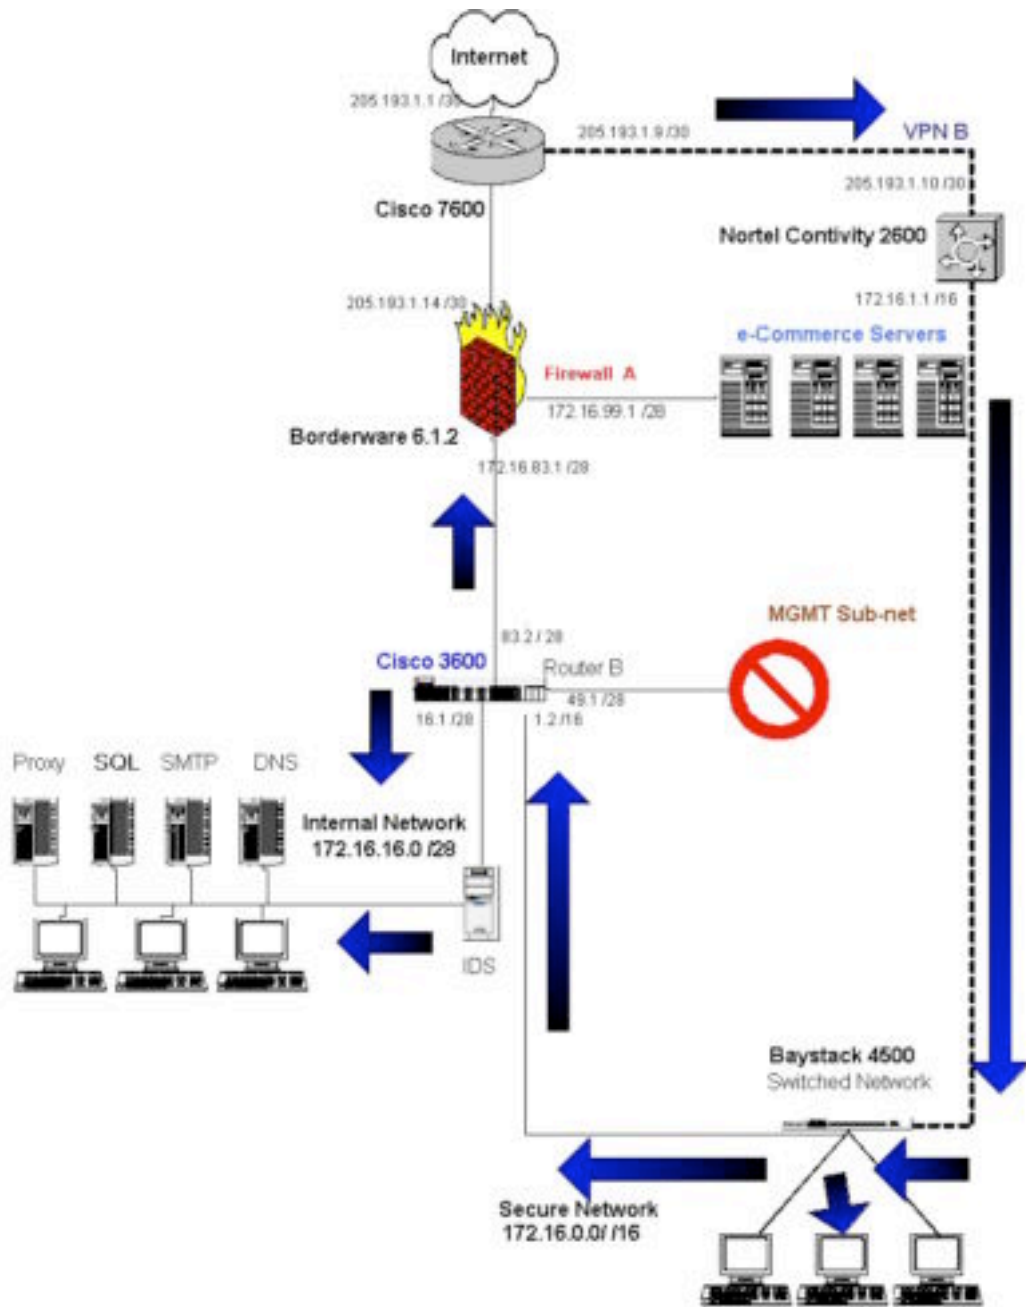 Internet
205.193.1.1 /30
205.193.1.9 /30
VPN B
205.193.1.10 /30
Cisco 7600
Nortel Contivity 2600
205.193.1.14 /30
172.16.1.1 /16
e-Commerce Servers
Firewall A
172.16.99.1 /28
Borderware 6.1.2
172.16.83.1 /28
MGMT Sub-net
83.2 / 28
Cisco 3600
Router B
49.1 /28
16.1 /28
1.2 /16
Proxy
SQL
SMTP
DNS
Internal Network
172.16.16.0 /28
IDS
Baystack 4500
Switched Network
Secure Network
172.16.0.0/ /16